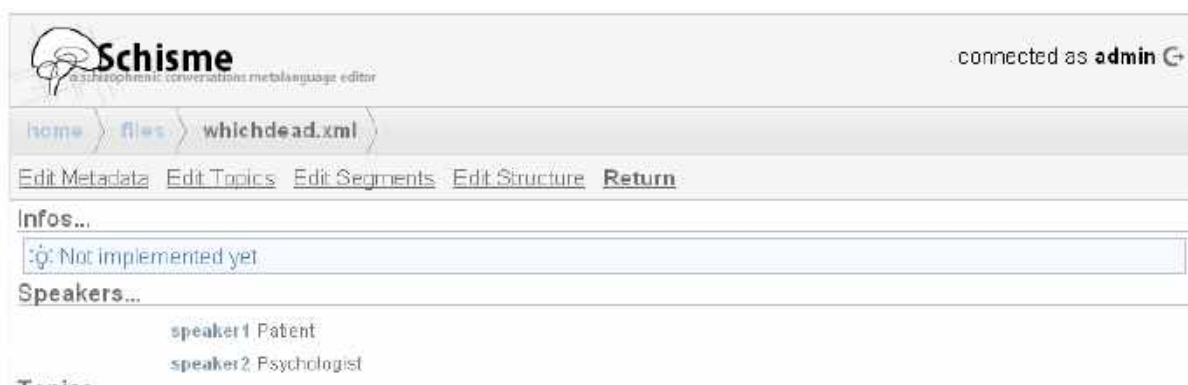 Schisme
a schizophrenic conversations metalanguage editor
connected as admin
home files whichdead.xml
Edit Metadata Edit Topics Edit Segments Edit Structure Return
Infos...
Not implemented yet
Speakers...
speaker1 Patient
speaker2 Psychologist